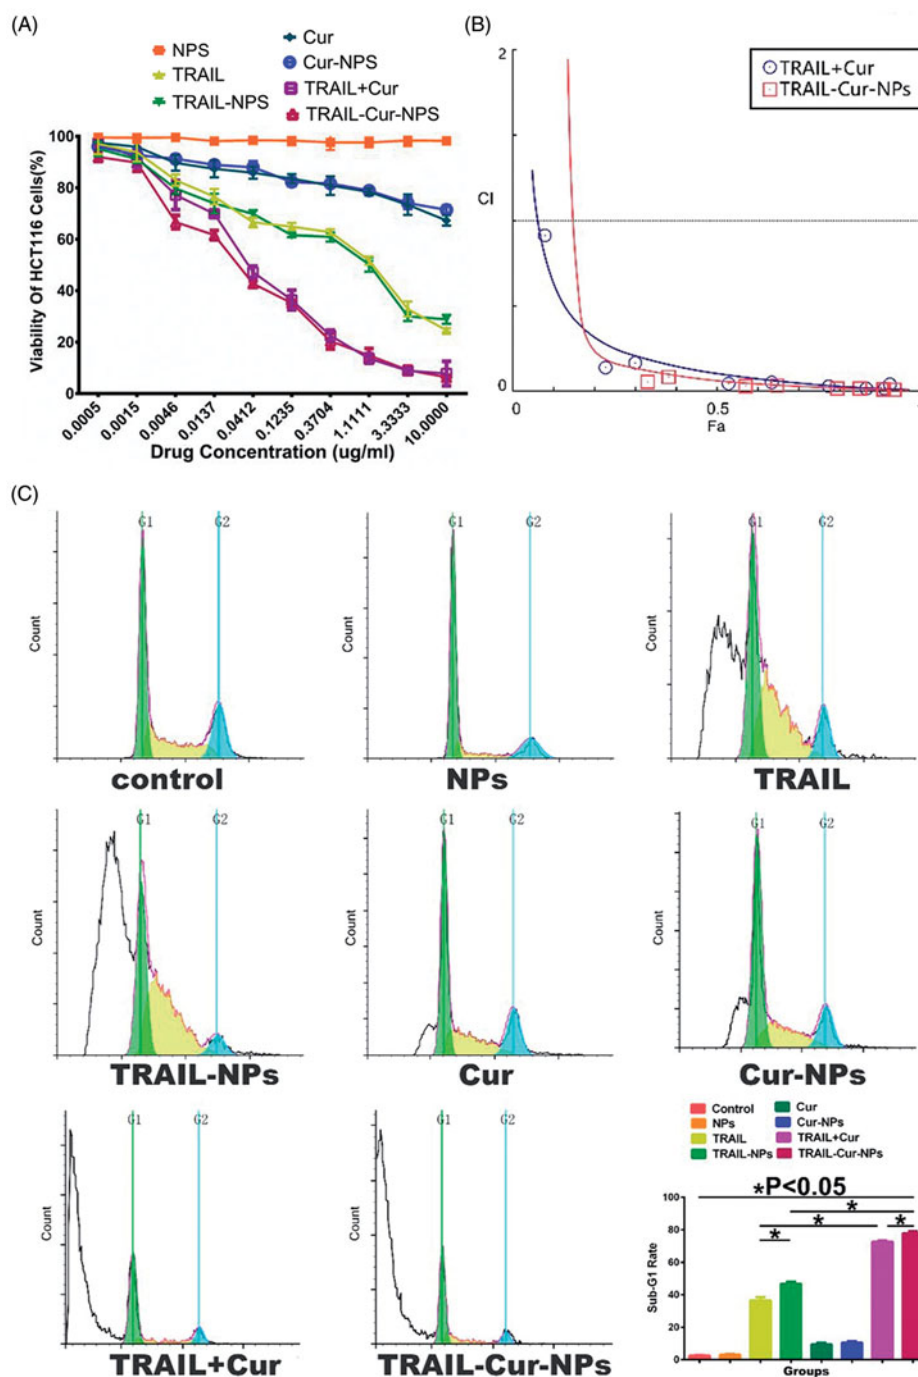 (A)
NPS
TRAIL
TRAIL-NPS
Cur
Cur-NPS
TRAIL+Cur
TRAIL-Cur-NPS
Viability Of HCT116 Cells(%)
100
80
60
40
20
0
0.0005
0.0015
0.0046
0.0137
0.0412
0.1235
0.3704
1.1111
3.3333
10.0000
Drug Concentration (ug/ml)
(B)
2
CI
0
0
0.5
Fa
TRAIL+Cur
TRAIL-Cur-NPs
(C)
Count
G1
G2
control
Count
G1
G2
NPs
Count
G1
G2
TRAIL
Count
G1
G2
TRAIL-NPs
Count
G1
G2
Cur
Count
G1
G2
Cur-NPs
Count
G1
G2
TRAIL+Cur
Count
G1
G2
TRAIL-Cur-NPs
Control
NPs
TRAIL
TRAIL-NPs
Cur
Cur-NPs
TRAIL+Cur
TRAIL-Cur-NPs
*P<0.05
*
*
*
*
Sub-G1 Rate
100
80
60
40
20
0
Groups